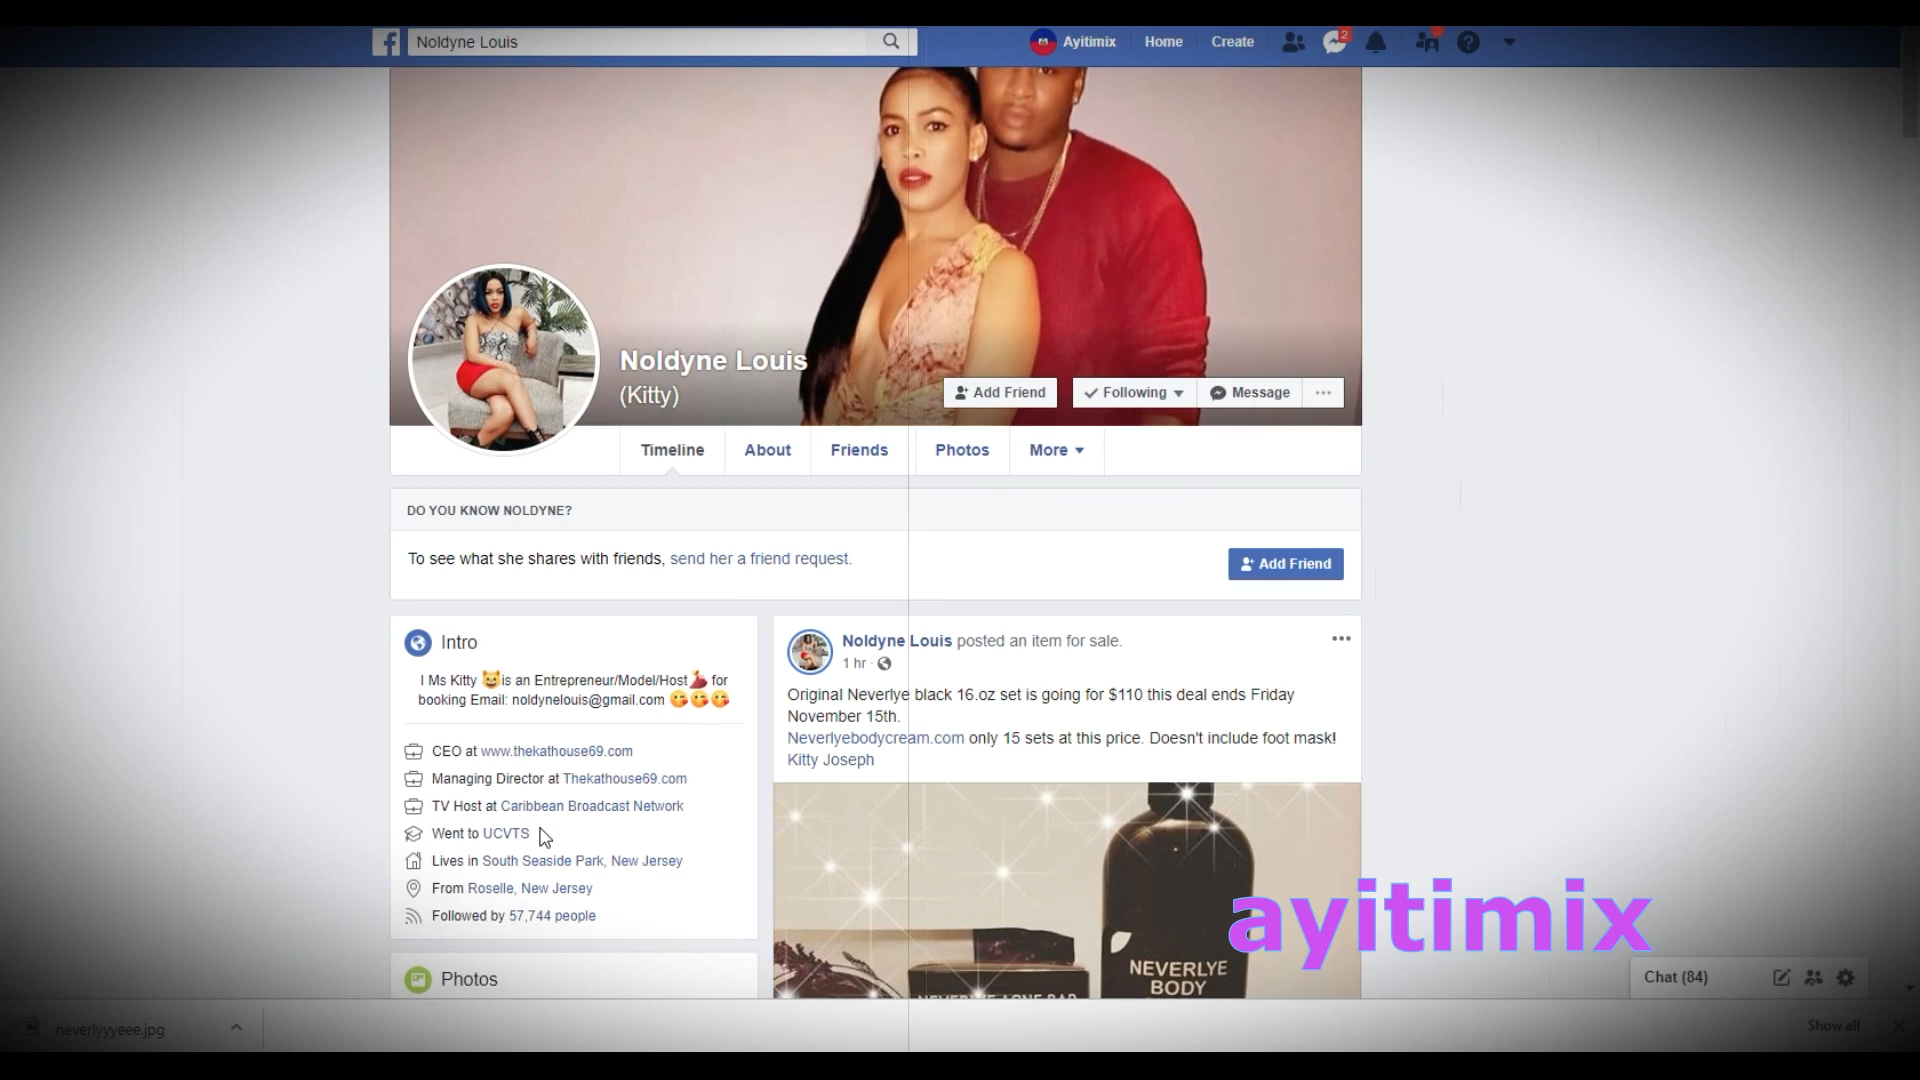 Noldyne Louis
Ayitimix
Home
Create
2
Noldyne Louis
(Kitty)
Add Friend
Following
Message
Timeline
About
Friends
Photos
More
DO YOU KNOW NOLDYNE?
To see what she shares with friends, send her a friend request.
Add Friend
Intro
I Ms Kitty 😺is an Entrepreneur/Model/Host💃 for
booking Email: noldynelouis@gmail.com 😋😋😋
CEO at www.thekathouse69.com
Managing Director at Thekathouse69.com
TV Host at Caribbean Broadcast Network
Went to UCVTS
Lives in South Seaside Park, New Jersey
From Roselle, New Jersey
Followed by 57,744 people
Photos
Noldyne Louis posted an item for sale.
1 hr ·
Original Neverlye black 16.oz set is going for $110 this deal ends Friday
November 15th.
Neverlyebodycream.com only 15 sets at this price. Doesn't include foot mask!
Kitty Joseph
NEVERLYE
BODY
ayitimix
Chat (84)
neverlyyyeee.jpg
Show all